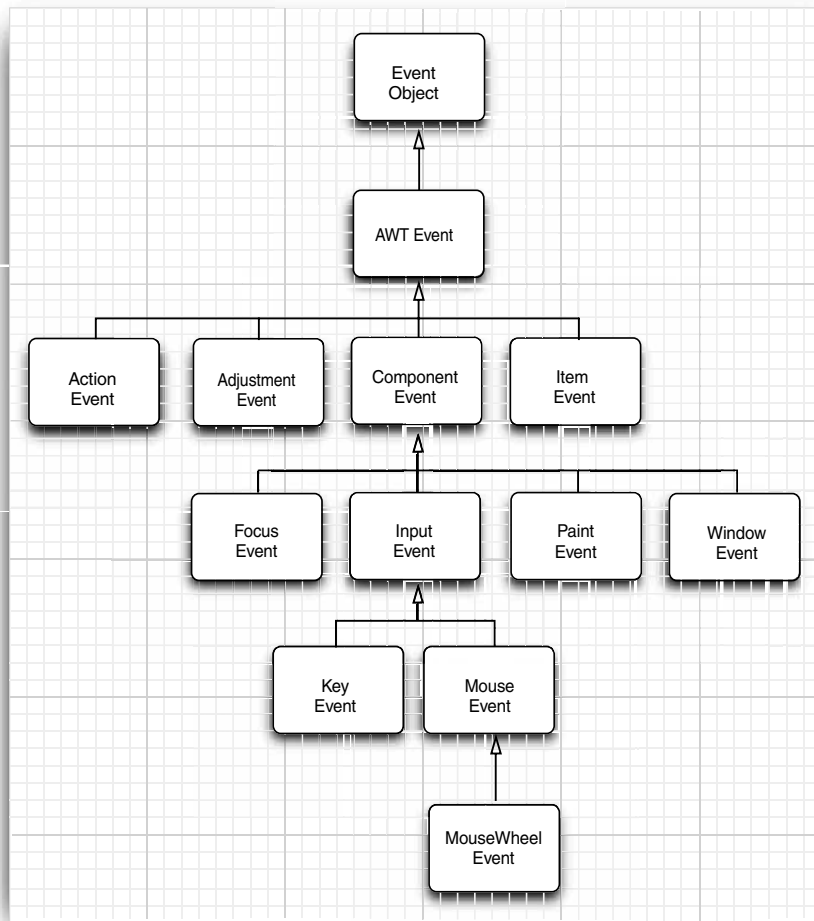 Event
Object
AWT Event
Action
Event
Adjustment
Event
Component
Event
Item
Event
Focus
Event
Input
Event
Paint
Event
Window
Event
Key
Event
Mouse
Event
MouseWheel
Event